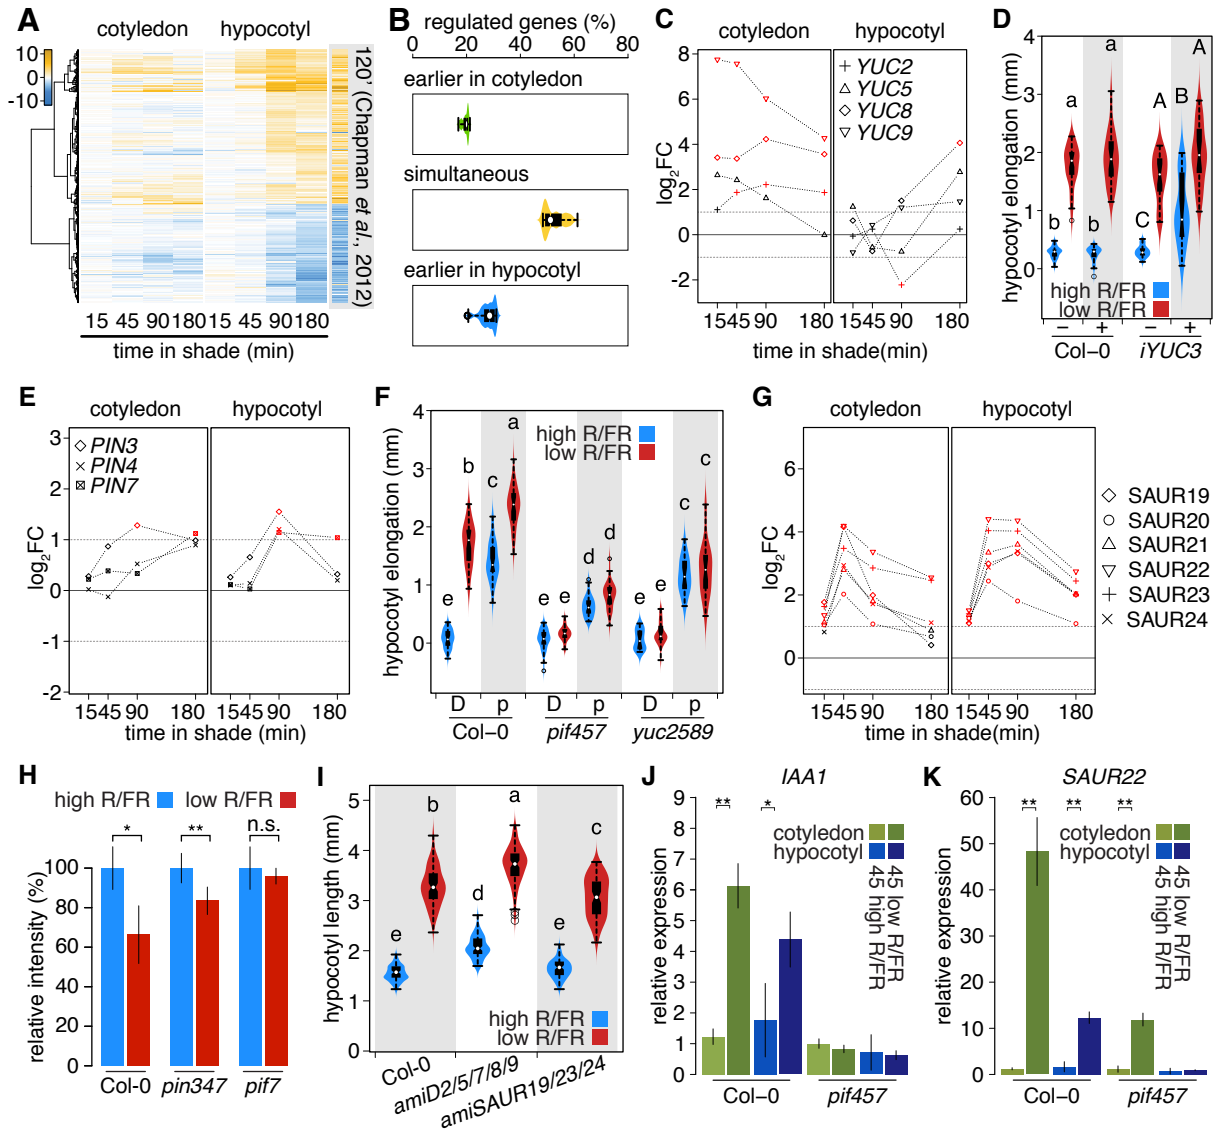 A
cotyledon hypocotyl
10
0
-10
120' (Chapman et al., 2012)
15 45 90 180 15 45 90 180
time in shade (min)
B
regulated genes (%)
0 20 40 60 80
earlier in cotyledon
simultaneous
earlier in hypocotyl
C
cotyledon hypocotyl
YUC2
YUC5
YUC8
YUC9
log2FC
8
6
4
2
0
-2
1545 90 180 1545 90 180
time in shade(min)
D
hypocotyl elongation (mm)
4
3
2
1
0
b a b a C A B A
high R/FR
low R/FR
− + − +
Col−0 iYUC3
E
cotyledon hypocotyl
PIN3
PIN4
PIN7
log2FC
3
2
1
0
-1
-2
1545 90 180 1545 90 180
time in shade(min)
F
hypocotyl elongation (mm)
4
3
2
1
0
high R/FR
low R/FR
e b c a e e d d e e c c
D p D p D p
Col−0 pif457 yuc2589
G
cotyledon hypocotyl
log2FC
6
4
2
0
SAUR19
SAUR20
SAUR21
SAUR22
SAUR23
SAUR24
1545 90 180 1545 90 180
time in shade(min)
H
high R/FR low R/FR
* ** n.s.
relative intensity (%)
100
80
60
40
20
0
Col-0 pin347 pif7
I
hypocotyl length (mm)
5
4
3
2
1
0
e b d a e c
high R/FR
low R/FR
Col-0
amiD2/5/7/8/9
amiSAUR19/23/24
J
IAA1
relative expression
9
8
7
6
5
4
3
2
1
0
** *
cotyledon
hypocotyl
45 high R/FR
45 low R/FR
Col−0 pif457
K
SAUR22
relative expression
60
50
40
30
20
10
0
** ** **
cotyledon
hypocotyl
45 high R/FR
45 low R/FR
Col−0 pif457